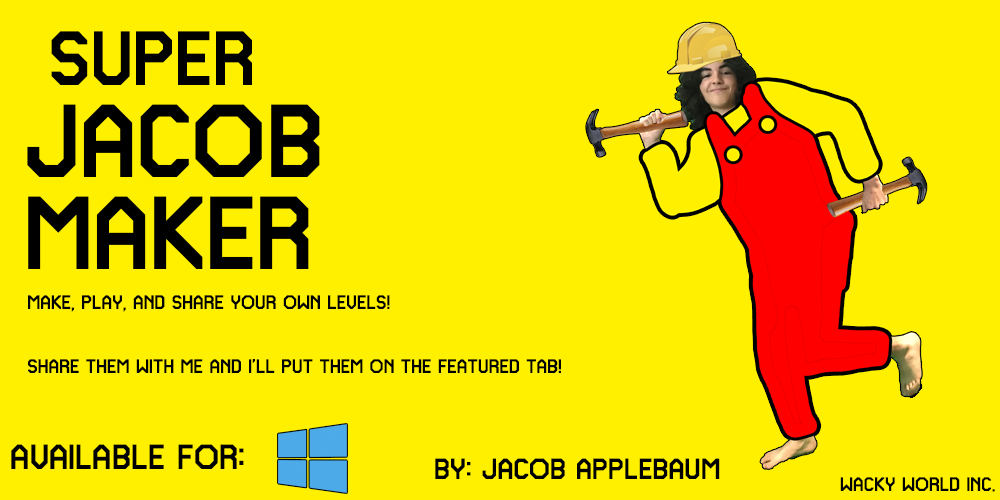 SUPER
JACOB
MAKER
MAKE, PLAY, AND SHARE YOUR OWN LEVELS!
SHARE THEM WITH ME AND I'LL PUT THEM ON THE FEATURED TAB!
AVAILABLE FOR:
BY: JACOB APPLEBAUM
WACKY WORLD INC.